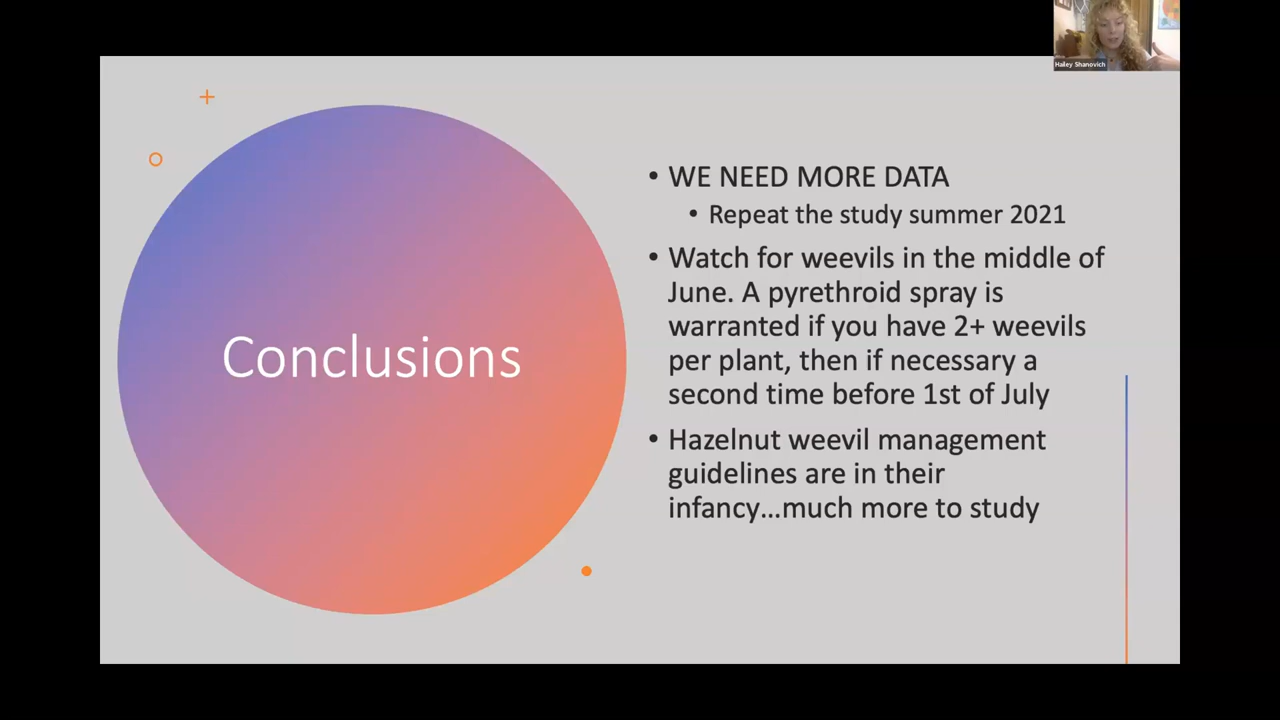 Hailey Shanovich
Conclusions
• WE NEED MORE DATA
• Repeat the study summer 2021
• Watch for weevils in the middle of
June. A pyrethroid spray is
warranted if you have 2+ weevils
per plant, then if necessary a
second time before 1st of July
• Hazelnut weevil management
guidelines are in their
infancy...much more to study